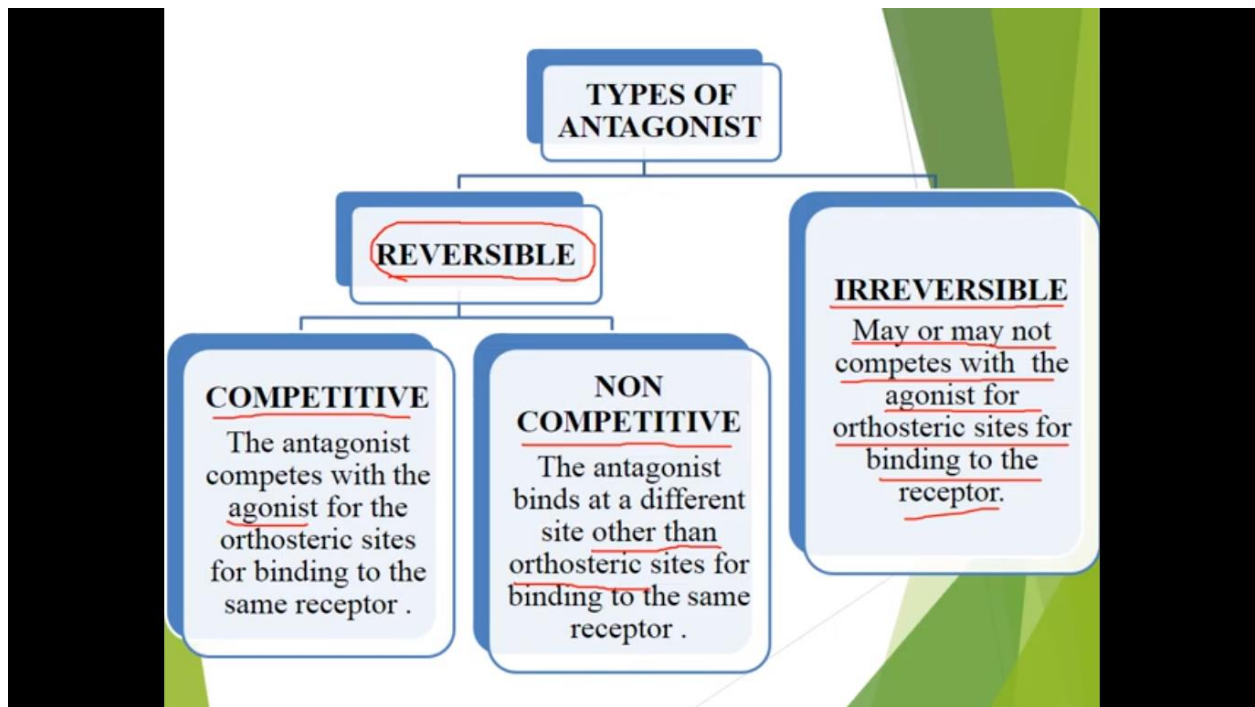 TYPES OF
ANTAGONIST
REVERSIBLE
COMPETITIVE
The antagonist
competes with the
agonist for the
orthosteric sites
for binding to the
same receptor .
NON
COMPETITIVE
The antagonist
binds at a different
site other than
orthosteric sites for
binding to the same
receptor .
IRREVERSIBLE
May or may not
competes with the
agonist for
orthosteric sites for
binding to the
receptor.